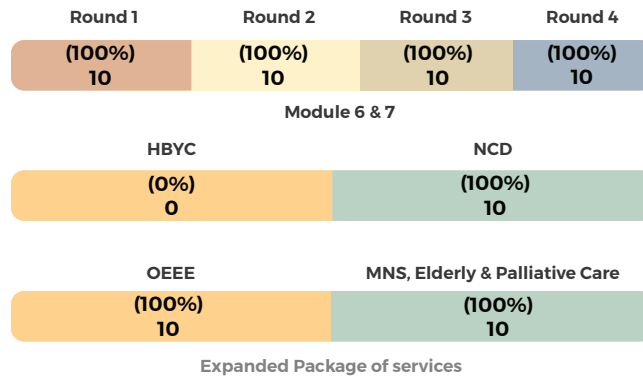 Round 1 Round 2 Round 3 Round 4
(100%) (100%) (100%) (100%)
10 10 10 10
Module 6 & 7
HBYC NCD
(0%) (100%)
0 10
OEEE MNS, Elderly & Palliative Care
(100%) (100%)
10 10
Expanded Package of services